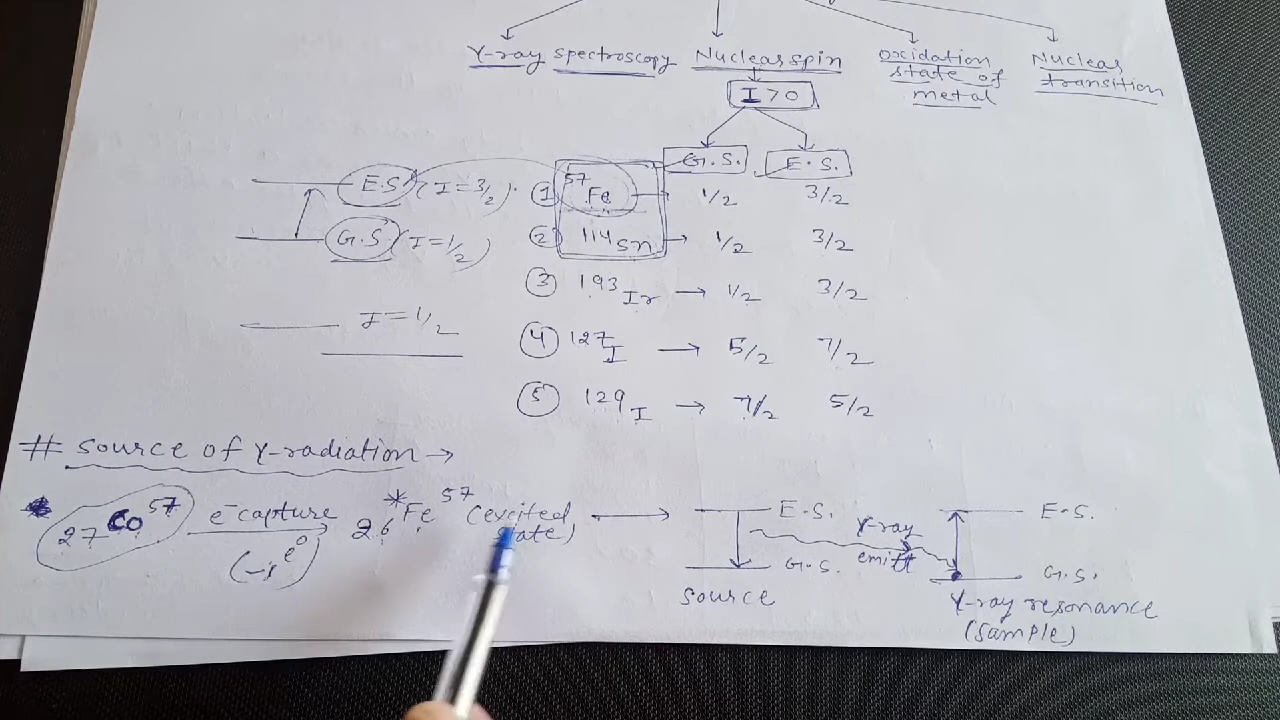 γ-ray spectroscopy Nuclear spin oxidation state of metal Nuclear transition
I > 0
G.S. E.S.
E.S. (I = 3/2). ① 57Fe → 1/2 3/2
G.S. (I = 1/2) ② 114Sn → 1/2 3/2
③ 193Ir → 1/2 3/2
I = 1/2 ④ 127I → 5/2 7/2
⑤ 129I → 7/2 5/2
# source of γ-radiation →
* 27Co57 e⁻capture (-1e0) → 26*Fe57 (excited state) → E.S. γ-ray emitt G.S. source E.S. G.S. γ-ray resonance (sample)